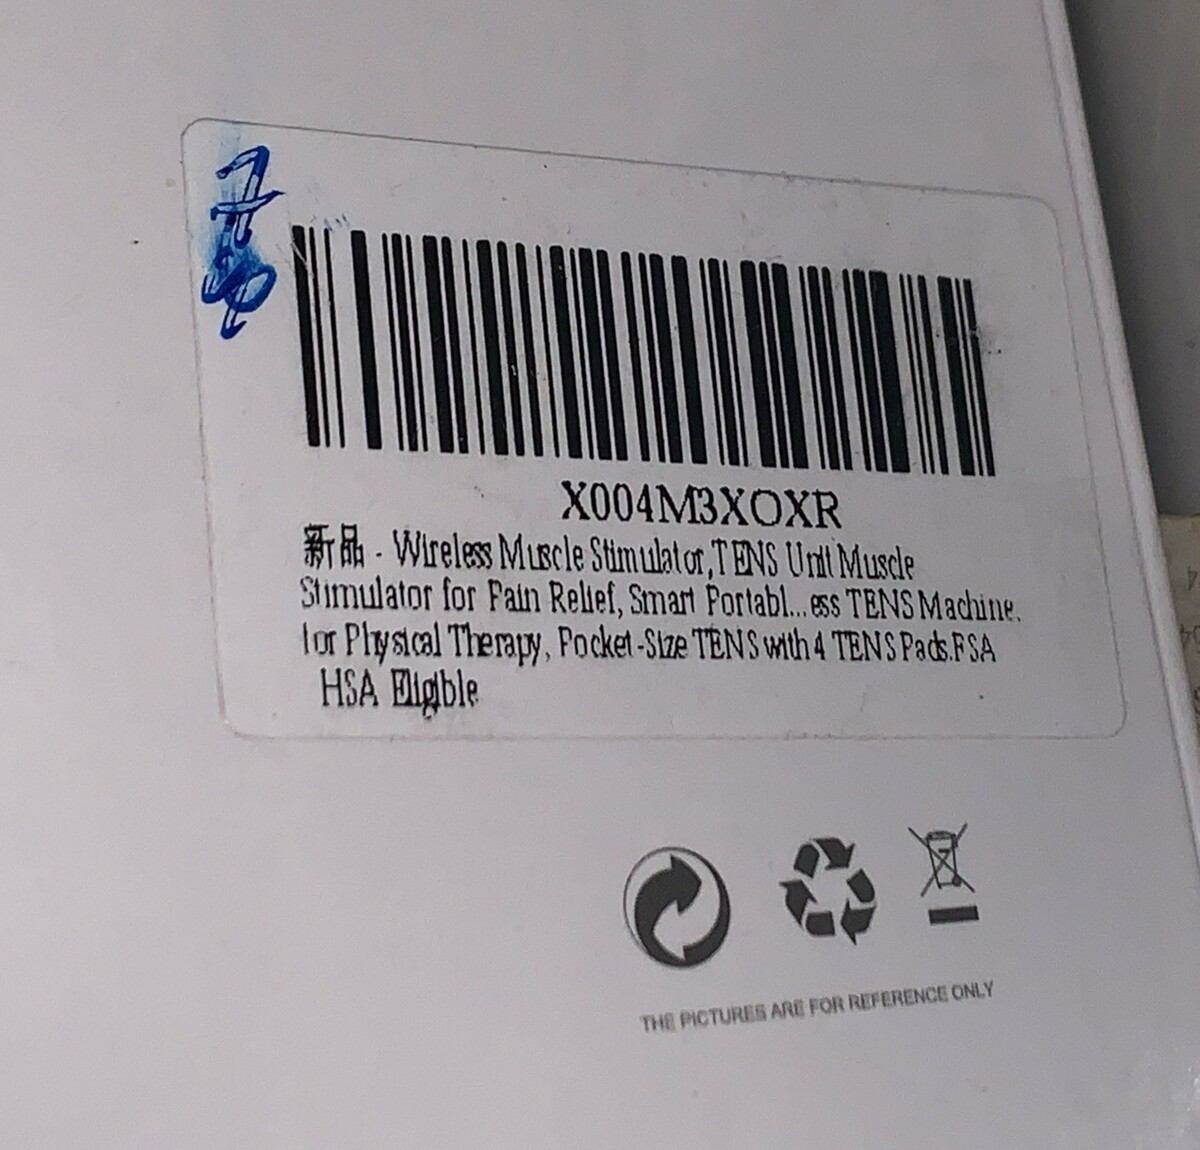 X004M3XOXR
新品 - Wireless Muscle Stimulator,TENS Unit Muscle
Stimulator for Pain Relief, Smart Portabl...ess TENS Machine.
for Physical Therapy, Pocket-Size TENS with 4 TENS Pads.FSA
HSA Eligible
THE PICTURES ARE FOR REFERENCE ONLY